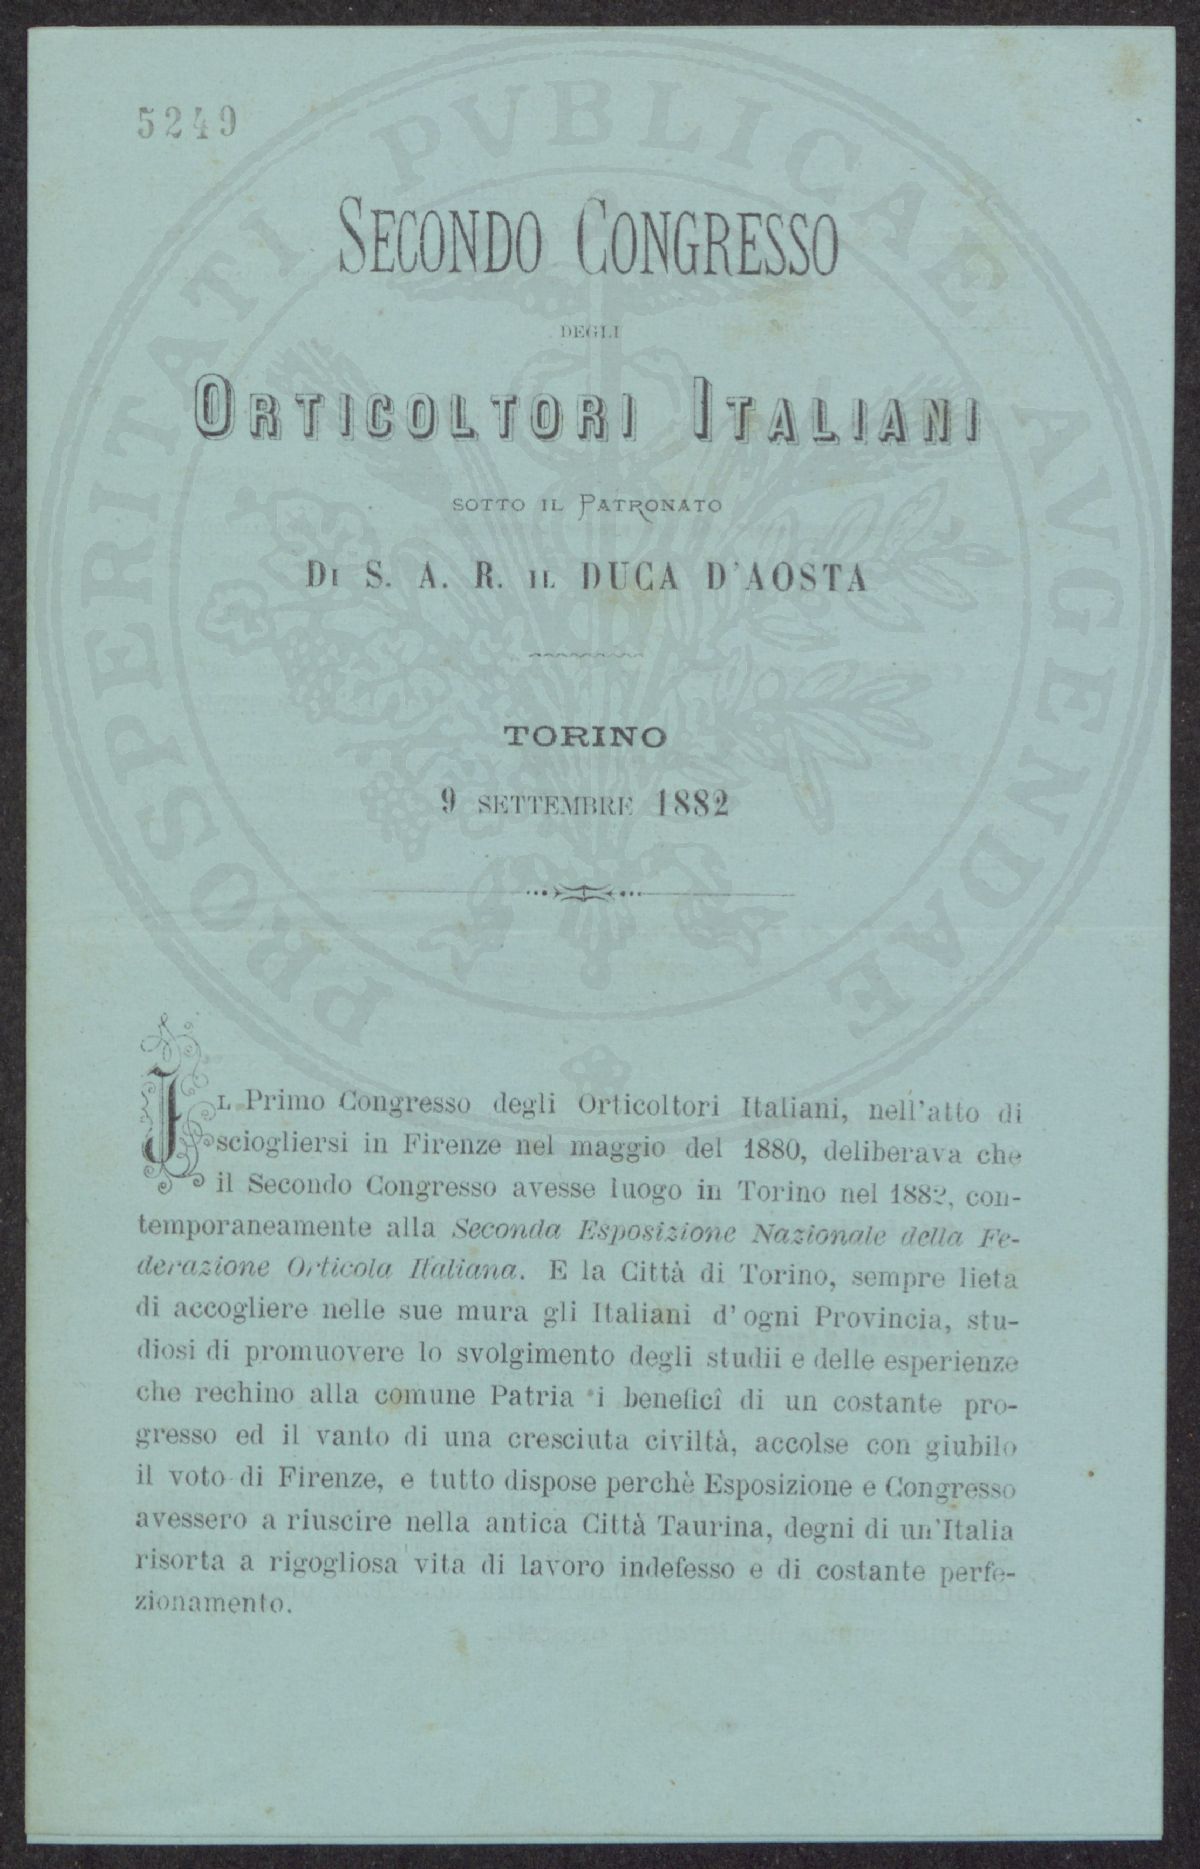 5249
PROSPERITATI PVBLICAE AVGENDAE
SECONDO CONGRESSO
DEGLI
ORTICOLTORI ITALIANI
SOTTO IL PATRONATO
DI S. A. R. IL DUCA D'AOSTA
TORINO
9 SETTEMBRE 1882
IL Primo Congresso degli Orticoltori Italiani, nell'atto di
sciogliersi in Firenze nel maggio del 1880, deliberava che
il Secondo Congresso avesse luogo in Torino nel 1882, con-
temporaneamente alla Seconda Esposizione Nazionale della Fe-
derazione Orticola Italiana. E la Città di Torino, sempre lieta
di accogliere nelle sue mura gli Italiani d'ogni Provincia, stu-
diosi di promuovere lo svolgimento degli studii e delle esperienze
che rechino alla comune Patria i beneficî di un costante pro-
gresso ed il vanto di una cresciuta civiltà, accolse con giubilo
il voto di Firenze, e tutto dispose perchè Esposizione e Congresso
avessero a riuscire nella antica Città Taurina, degni di un'Italia
risorta a rigogliosa vita di lavoro indefesso e di costante perfe-
zionamento.